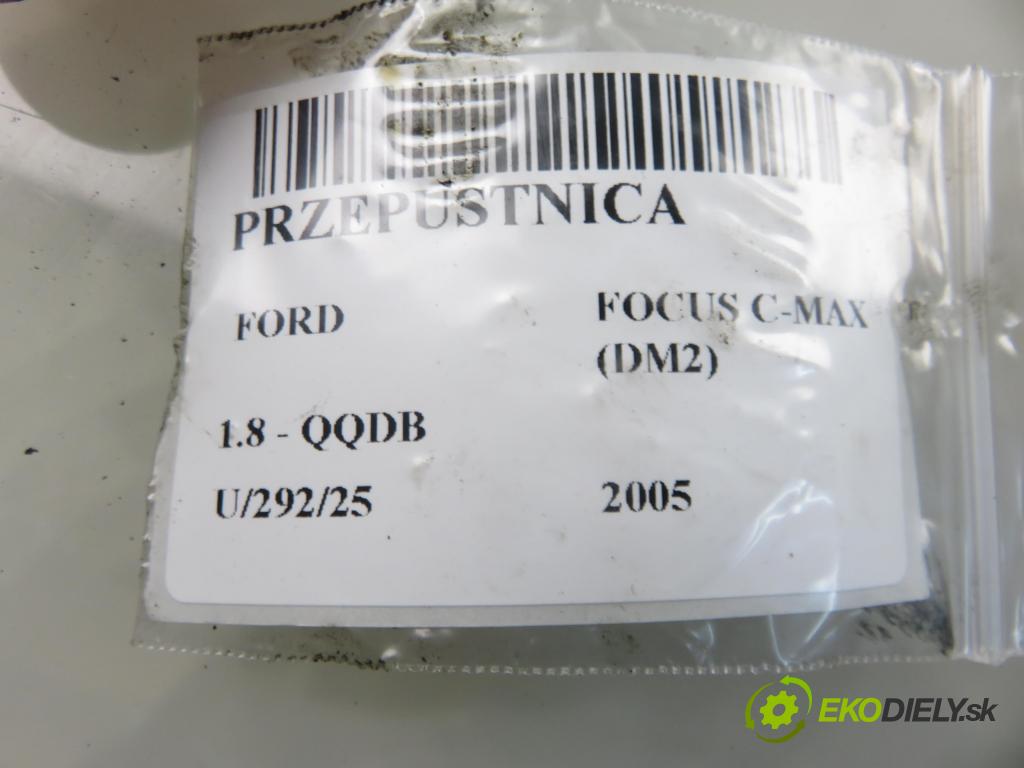 PRZEPUSTNICA
FORD
FOCUS C-MAX
(DM2)
1.8 - QQDB
U/292/25
2005
EKODIELY.sk